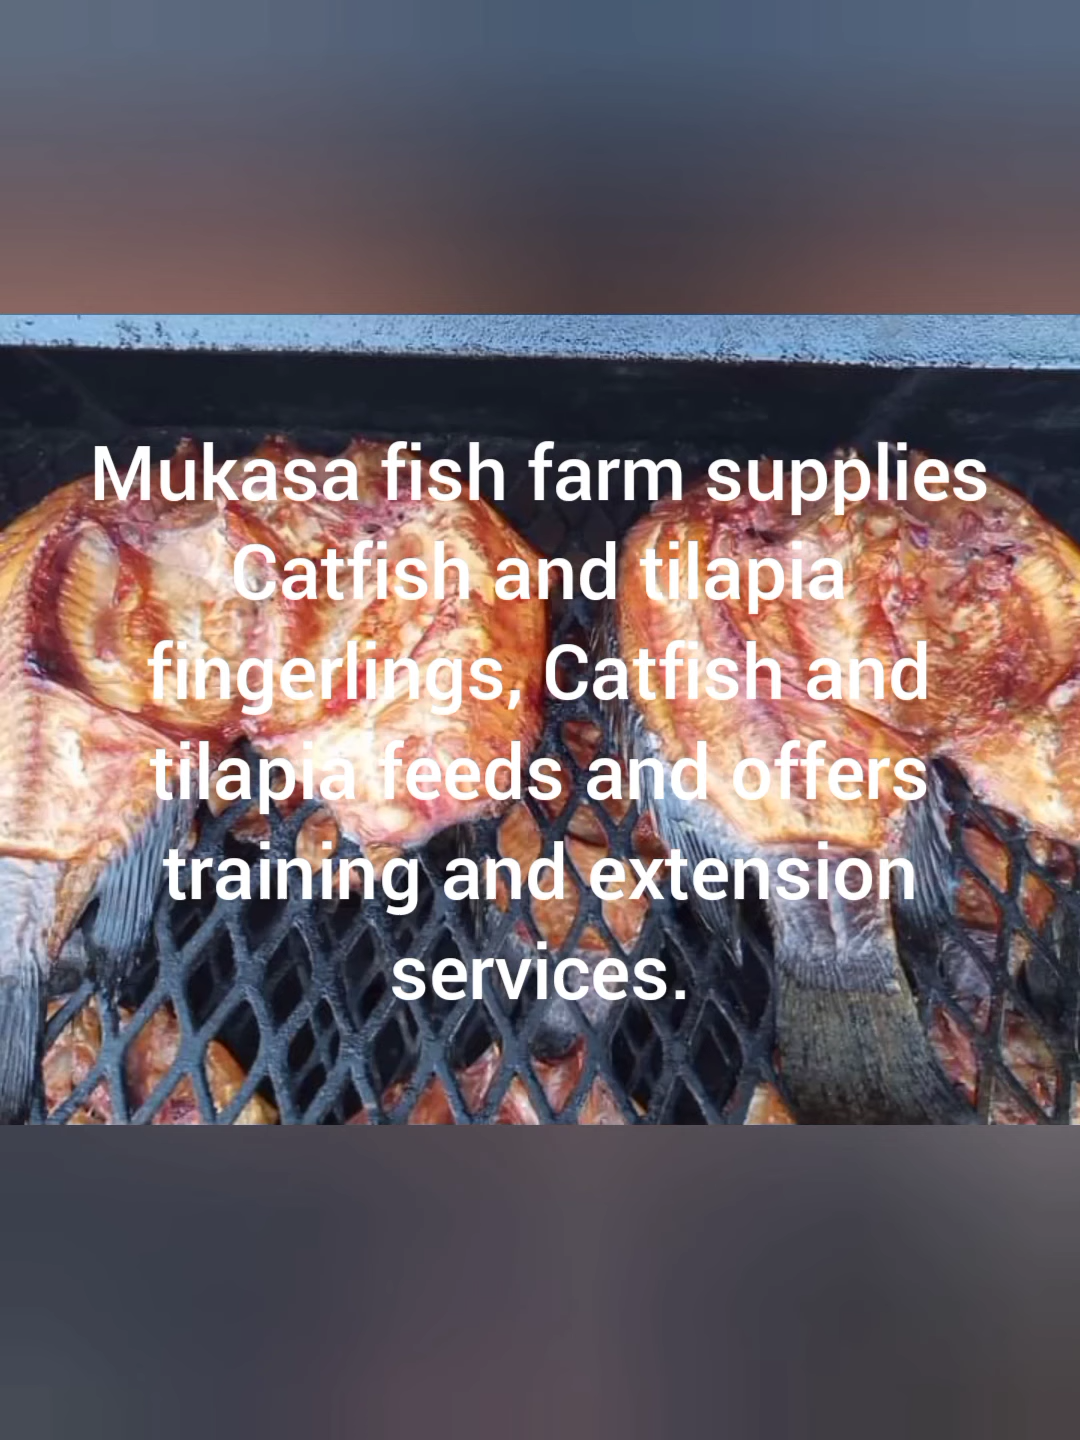 Mukasa fish farm supplies
Catfish and tilapia
fingerlings, Catfish and
tilapia feeds and offers
training and extension
services.